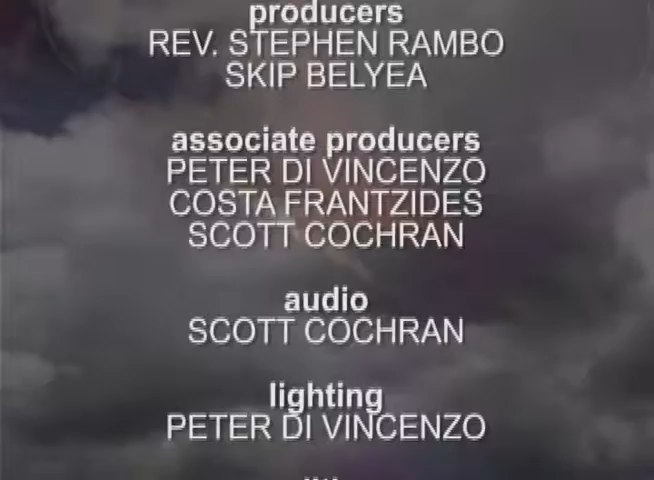 producers
REV. STEPHEN RAMBO
SKIP BELYEA
associate producers
PETER DI VINCENZO
COSTA FRANTZIDES
SCOTT COCHRAN
audio
SCOTT COCHRAN
lighting
PETER DI VINCENZO